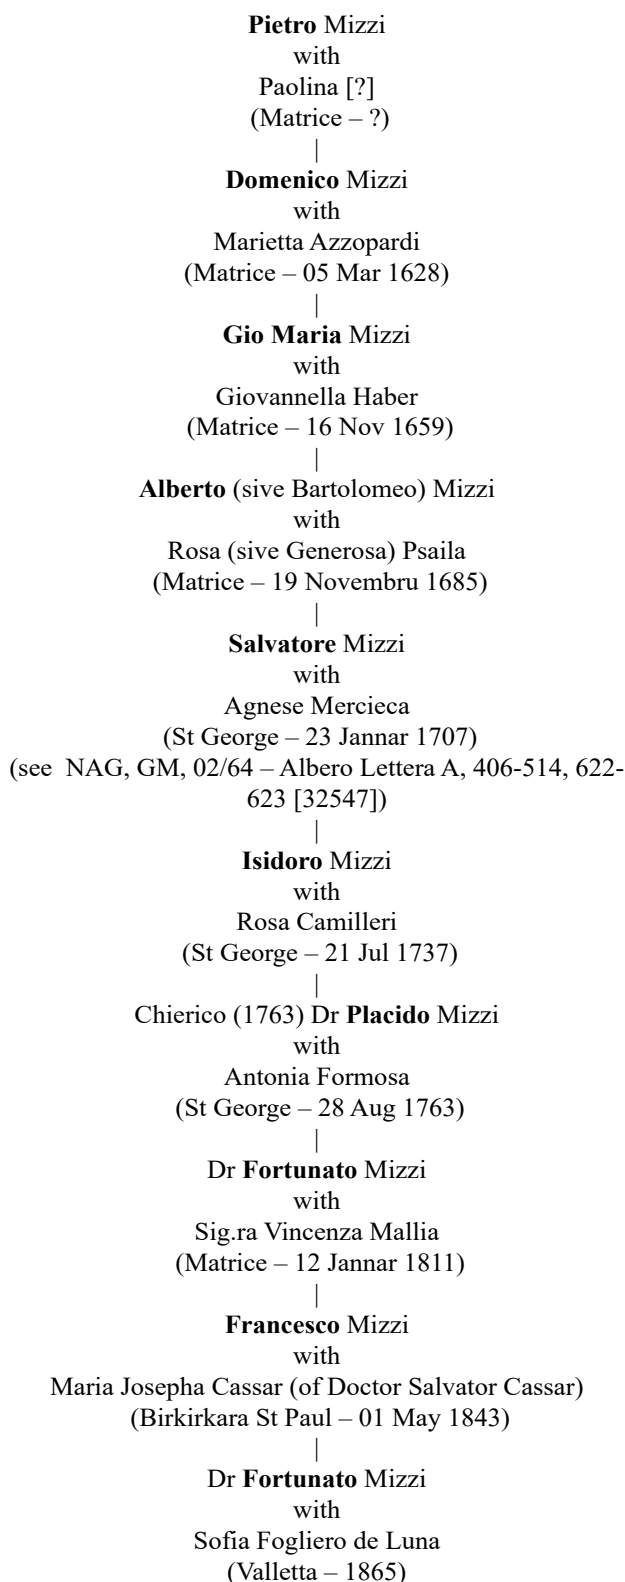 Pietro Mizzi
with
Paolina [?]
(Matrice – ?)
|
Domenico Mizzi
with
Marietta Azzopardi
(Matrice – 05 Mar 1628)
|
Gio Maria Mizzi
with
Giovannella Haber
(Matrice – 16 Nov 1659)
|
Alberto (sive Bartolomeo) Mizzi
with
Rosa (sive Generosa) Psaila
(Matrice – 19 Novembru 1685)
|
Salvatore Mizzi
with
Agnese Mercieca
(St George – 23 Jannar 1707)
(see NAG, GM, 02/64 – Albero Lettera A, 406-514, 622-
623 [32547])
|
Isidoro Mizzi
with
Rosa Camilleri
(St George – 21 Jul 1737)
|
Chierico (1763) Dr Placido Mizzi
with
Antonia Formosa
(St George – 28 Aug 1763)
|
Dr Fortunato Mizzi
with
Sig.ra Vincenza Mallia
(Matrice – 12 Jannar 1811)
|
Francesco Mizzi
with
Maria Josepha Cassar (of Doctor Salvator Cassar)
(Birkirkara St Paul – 01 May 1843)
|
Dr Fortunato Mizzi
with
Sofia Fogliero de Luna
(Valletta – 1865)